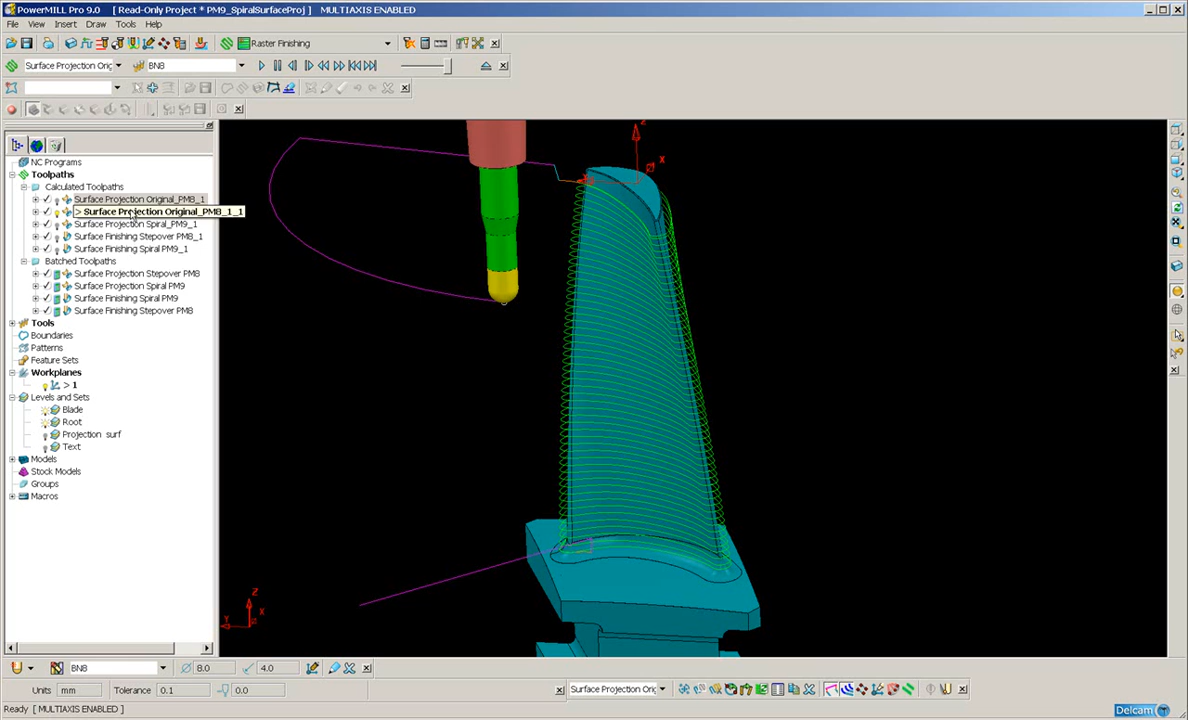 PowerMILL Pro 9.0 [ Read-Only Project * PM9_SpiralSurfaceProj ] MULTIAXIS ENABLED
File View Insert Draw Tools Help
Raster Finishing
Surface Projection Orig BN8
NC Programs
Toolpaths
Calculated Toolpaths
Surface Projection Original_PM8_1
> Surface Projection Original_PM8_1_1
Surface Projection Spiral_PM9_1
Surface Finishing Stepover PM8_1
Surface Finishing Spiral PM9_1
Batched Toolpaths
Surface Projection Stepover PM8
Surface Projection Spiral PM9
Surface Finishing Spiral PM9
Surface Finishing Stepover PM8
Tools
Boundaries
Patterns
Feature Sets
Workplanes
> 1
Levels and Sets
Blade
Root
Projection surf
Text
Models
Stock Models
Groups
Macros
Z
X
Z
Y X
BN8 8.0 4.0
Units mm Tolerance 0.1 0.0 Surface Projection Orig
Ready [ MULTIAXIS ENABLED ] Delcam